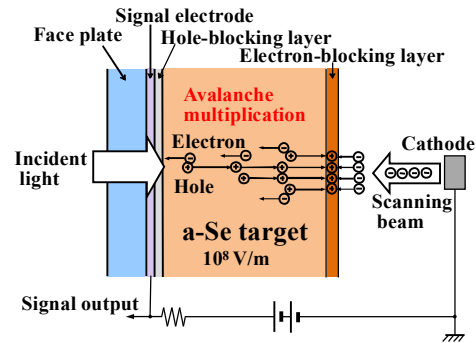 Signal electrode
Face plate
Hole-blocking layer
Electron-blocking layer
Avalanche
multiplication
Electron
Cathode
Incident
light
Hole
Scanning
beam
a-Se target
10⁸ V/m
Signal output